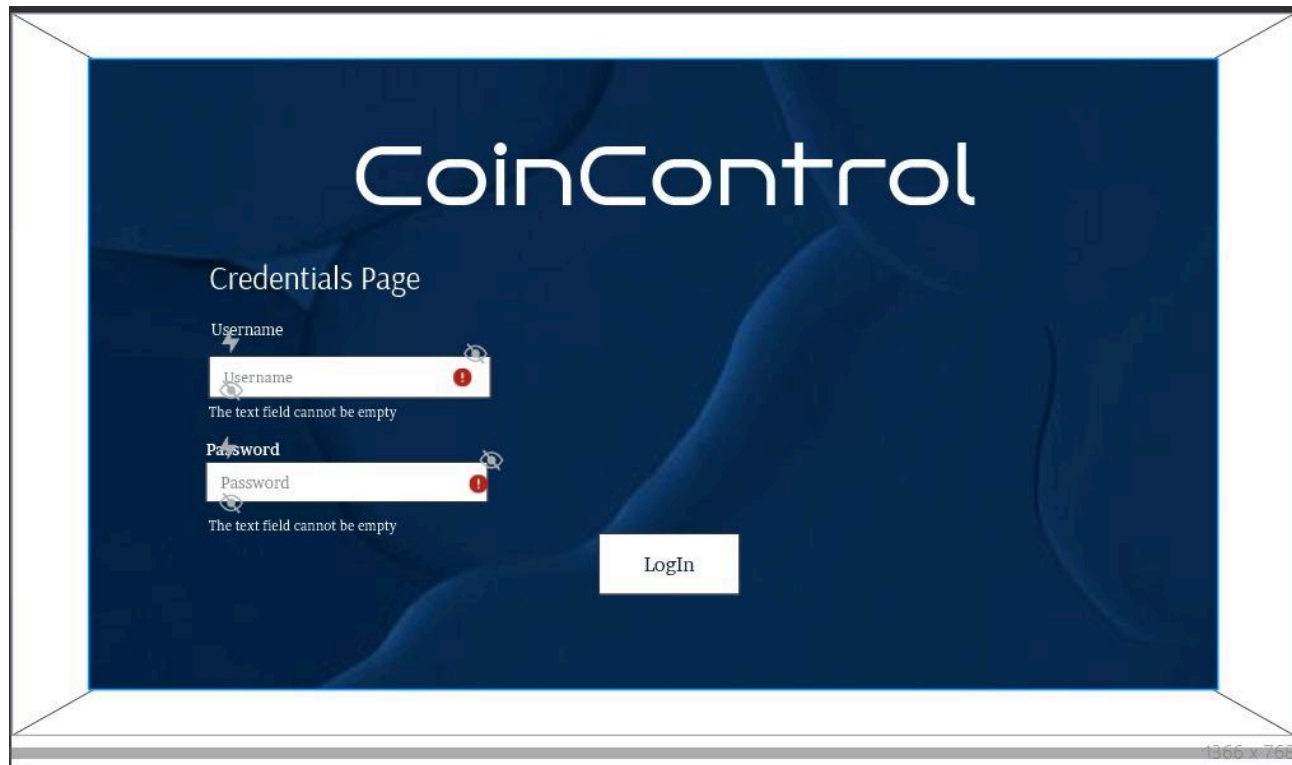 CoinControl
Credentials Page
Username
Username
The text field cannot be empty
Password
Password
The text field cannot be empty
LogIn
1366 x 768